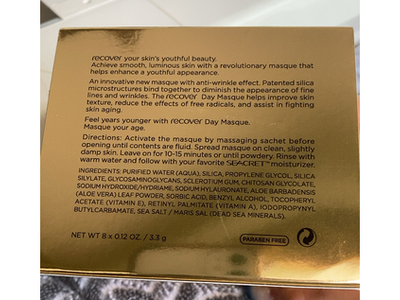 recover your skin's youthful beauty.
Achieve smooth, luminous skin with a revolutionary masque that
helps enhance a youthful appearance.
An innovative new masque with anti-wrinkle effect. Patented silica
microstructures bind together to diminish the appearance of fine
lines and wrinkles. The recover Day Masque helps improve skin
texture, reduce the effects of free radicals, and assist in fighting
skin aging.
Feel years younger with recover Day Masque.
Masque your age.
Directions: Activate the masque by massaging sachet before
opening until contents are fluid. Spread masque on clean, slightly
damp skin. Leave on for 10-15 minutes or until powdery. Rinse with
warm water and follow with your favorite SEACRET™ moisturizer.
INGREDIENTS: PURIFIED WATER (AQUA), SILICA, PROPYLENE GLYCOL, SILICA
SILYLATE, GLYCOSAMINOGLYCANS, SCLEROTIUM GUM, CHITOSAN GLYCOLATE,
SODIUM HYDROXIDE/HYDRANE, SODIUM HYALURONATE, ALOE BARBADENSIS
(ALOE VERA) LEAF POWDER, SORBIC ACID, BENZYL ALCOHOL, TOCOPHERYL
ACETATE (VITAMIN E), RETINYL PALMITATE (VITAMIN A), IODOPROPYNYL
BUTYLCARBAMATE, SEA SALT / MARIS SAL (DEAD SEA MINERALS).
NET WT 8 x 0.12 OZ. / 3.3 g
PARABEN FREE